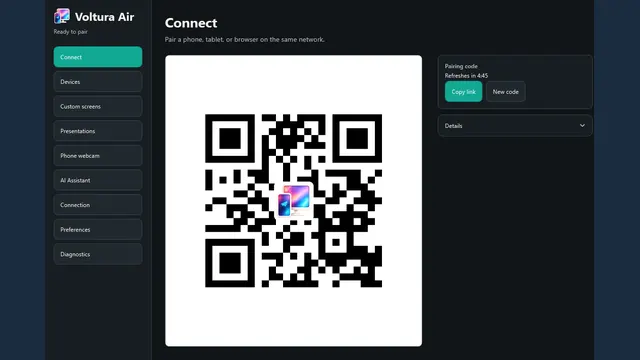 Voltura Air
Ready to pair
Connect
Devices
Custom screens
Presentations
Phone webcam
AI Assistant
Connection
Preferences
Diagnostics
Connect
Pair a phone, tablet, or browser on the same network.
Pairing code
Refreshes in 4:45
Copy link
New code
Details